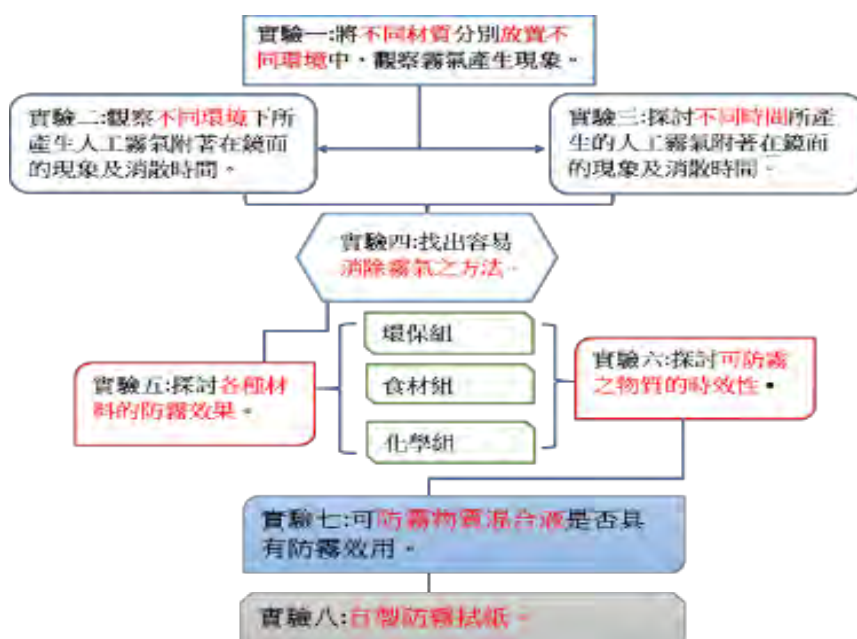 實驗一:將不同材質分別放置不
同環境中，觀察霧氣產生現象。
實驗二:觀察不同環境下所
產生人工霧氣附著在鏡面
的現象及消散時間。
實驗三:探討不同時間所產
生的人工霧氣附著在鏡面
的現象及消散時間。
實驗四:找出容易
消除霧氣之方法。
環保組
食材組
化學組
實驗五:探討各種材
料的防霧效果。
實驗六:探討可防霧
之物質的時效性。
實驗七:可防霧物質混合液是否具
有防霧效用。
實驗八:自製防霧拭紙。